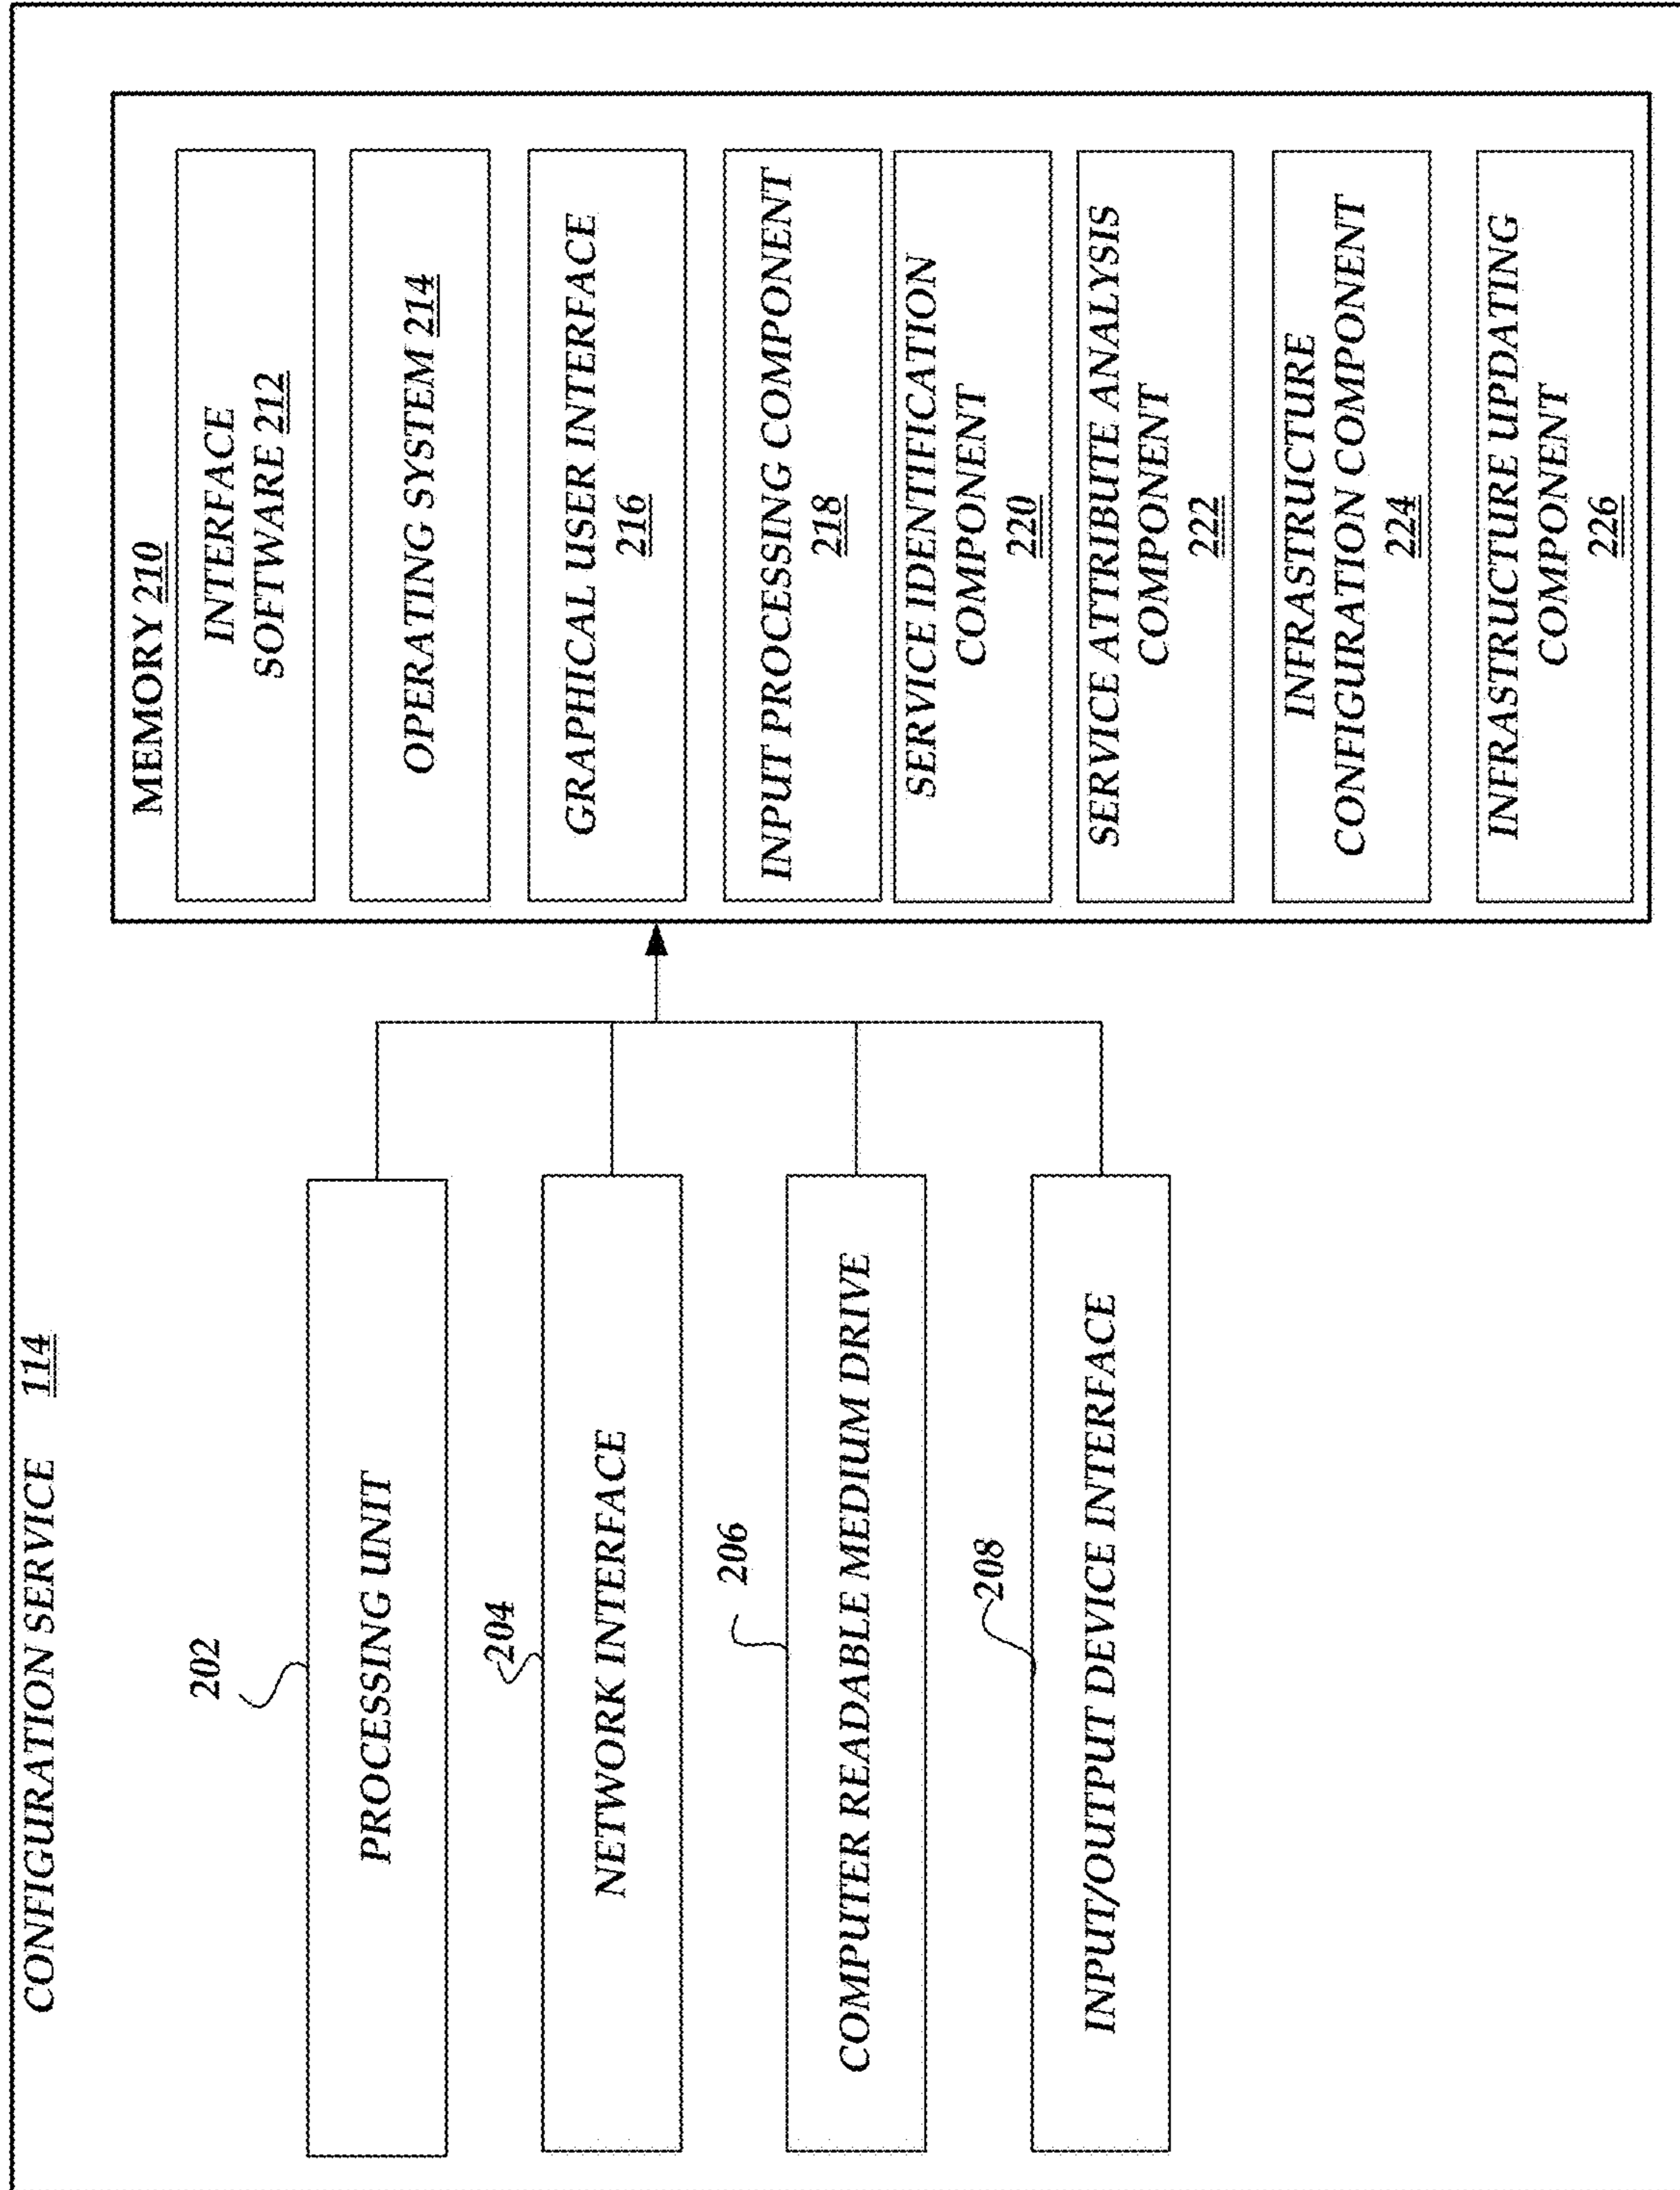 CONFIGURATION SERVICE 114
202
PROCESSING UNIT
204
NETWORK INTERFACE
206
COMPUTER READABLE MEDIUM DRIVE
208
INPUT/OUTPUT DEVICE INTERFACE
MEMORY 210
INTERFACE
SOFTWARE 212
OPERATING SYSTEM 214
GRAPHICAL USER INTERFACE
216
INPUT PROCESSING COMPONENT
218
SERVICE IDENTIFICATION
COMPONENT
220
SERVICE ATTRIBUTE ANALYSIS
COMPONENT
222
INFRASTRUCTURE
CONFIGURATION COMPONENT
224
INFRASTRUCTURE UPDATING
COMPONENT
226